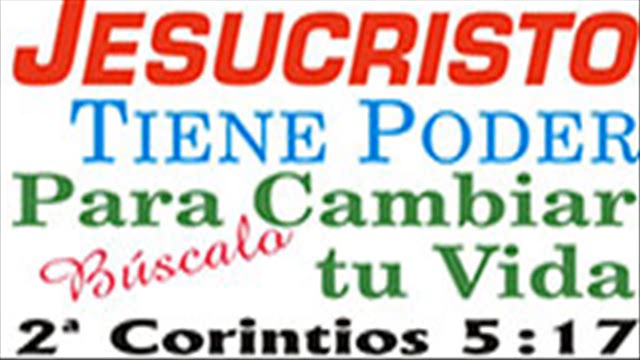 JESUCRISTO
TIENE PODER
Para Cambiar
Búscalo tu Vida
2ª Corintios 5:17